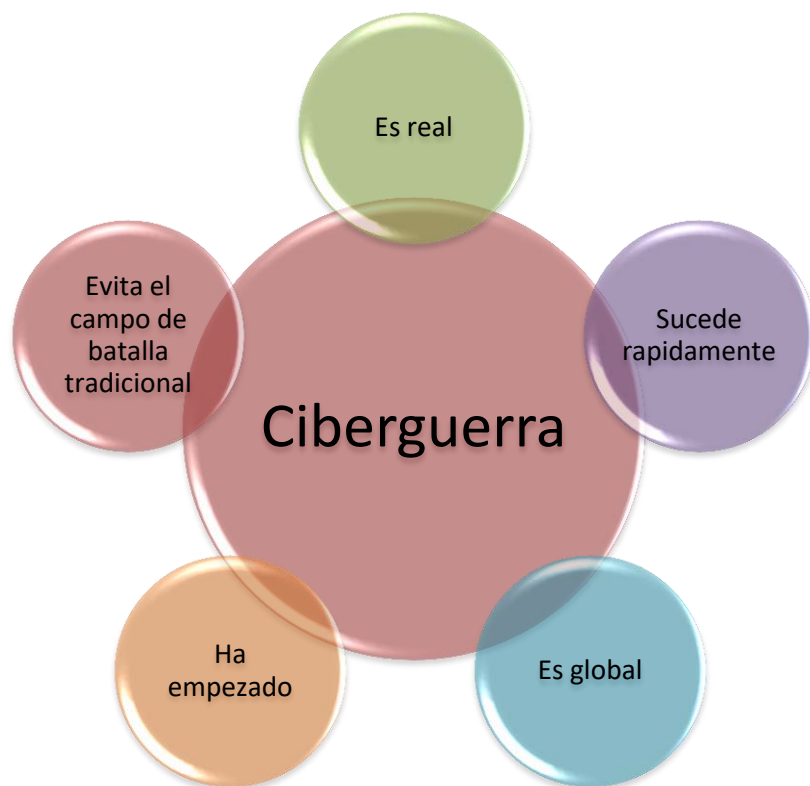 Es real
Evita el
campo de
batalla
tradicional
Sucede
rapidamente
Ciberguerra
Ha
empezado
Es global